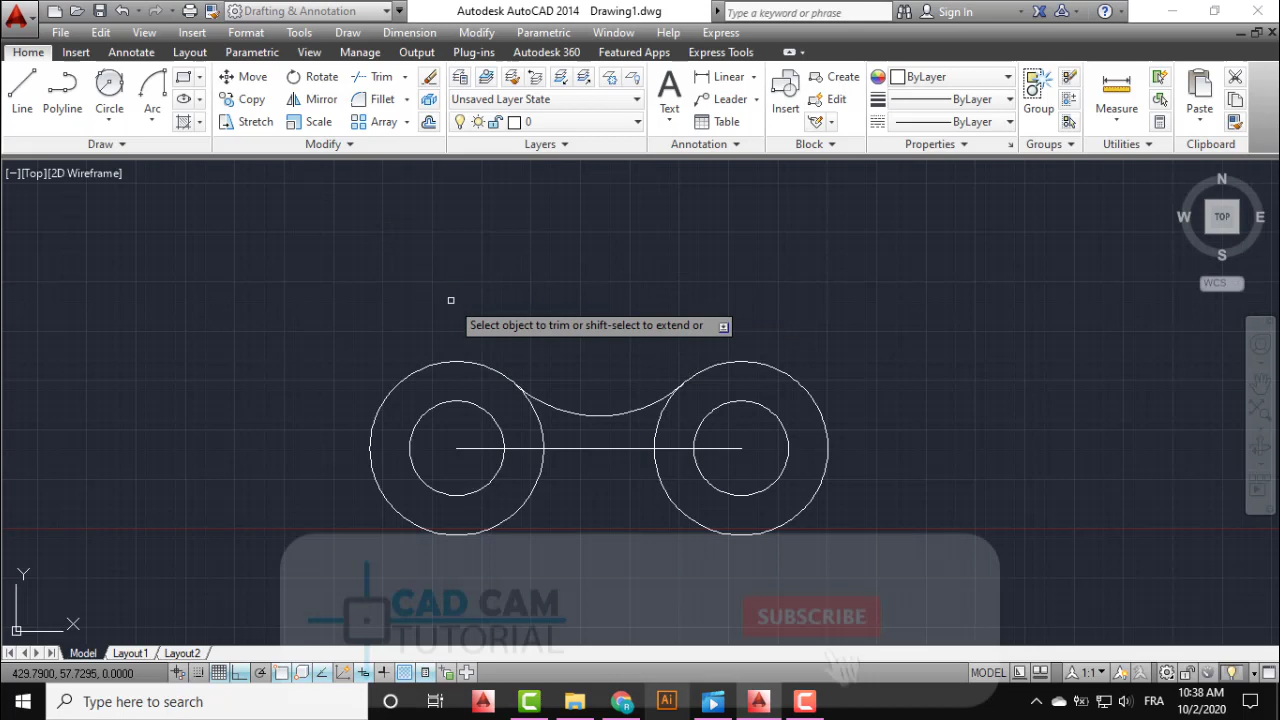 Drafting & Annotation
Autodesk AutoCAD 2014 Drawing1.dwg
Type a keyword or phrase
Sign In
File Edit View Insert Format Tools Draw Dimension Modify Parametric Window Help Express
Home Insert Annotate Layout Parametric View Manage Output Plug-ins Autodesk 360 Featured Apps Express Tools
Line Polyline Circle Arc
Move Rotate Trim
Copy Mirror Fillet
Stretch Scale Array
Unsaved Layer State
0
Text
Linear
Leader
Table
Insert
Create
Edit
ByLayer
ByLayer
ByLayer
Group
Measure
Paste
Draw Modify Layers Annotation Block Properties Groups Utilities Clipboard
[−][Top][2D Wireframe]
N
W TOP E
S
WCS
Select object to trim or shift-select to extend or
Y
X
CAD CAM
TUTORIAL
SUBSCRIBE
Model Layout1 Layout2
429.7900, 57.7295, 0.0000
MODEL
1:1
Type here to search
Ai
FRA
10:38 AM
10/2/2020